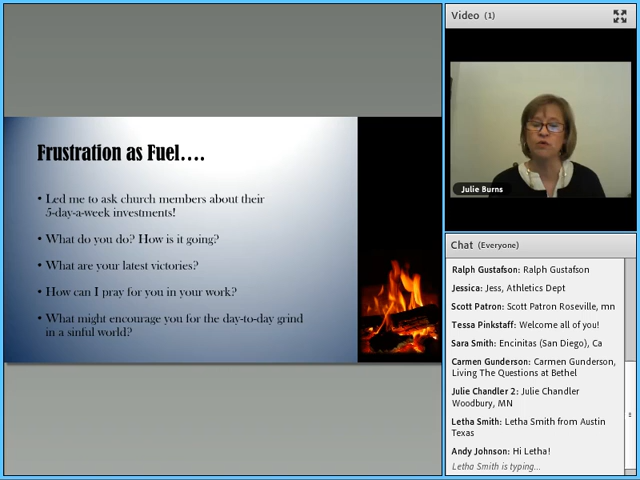 Frustration as Fuel....
• Led me to ask church members about their
5-day-a-week investments!
• What do you do? How is it going?
• What are your latest victories?
• How can I pray for you in your work?
• What might encourage you for the day-to-day grind
in a sinful world?
Video (1)
Julie Burns
Chat (Everyone)
Ralph Gustafson: Ralph Gustafson
Jessica: Jess, Athletics Dept
Scott Patron: Scott Patron Roseville, mn
Tessa Pinkstaff: Welcome all of you!
Sara Smith: Encinitas (San Diego), Ca
Carmen Gunderson: Carmen Gunderson,
Living The Questions at Bethel
Julie Chandler 2: Julie Chandler
Woodbury, MN
Letha Smith: Letha Smith from Austin
Texas
Andy Johnson: Hi Letha!
Letha Smith is typing...